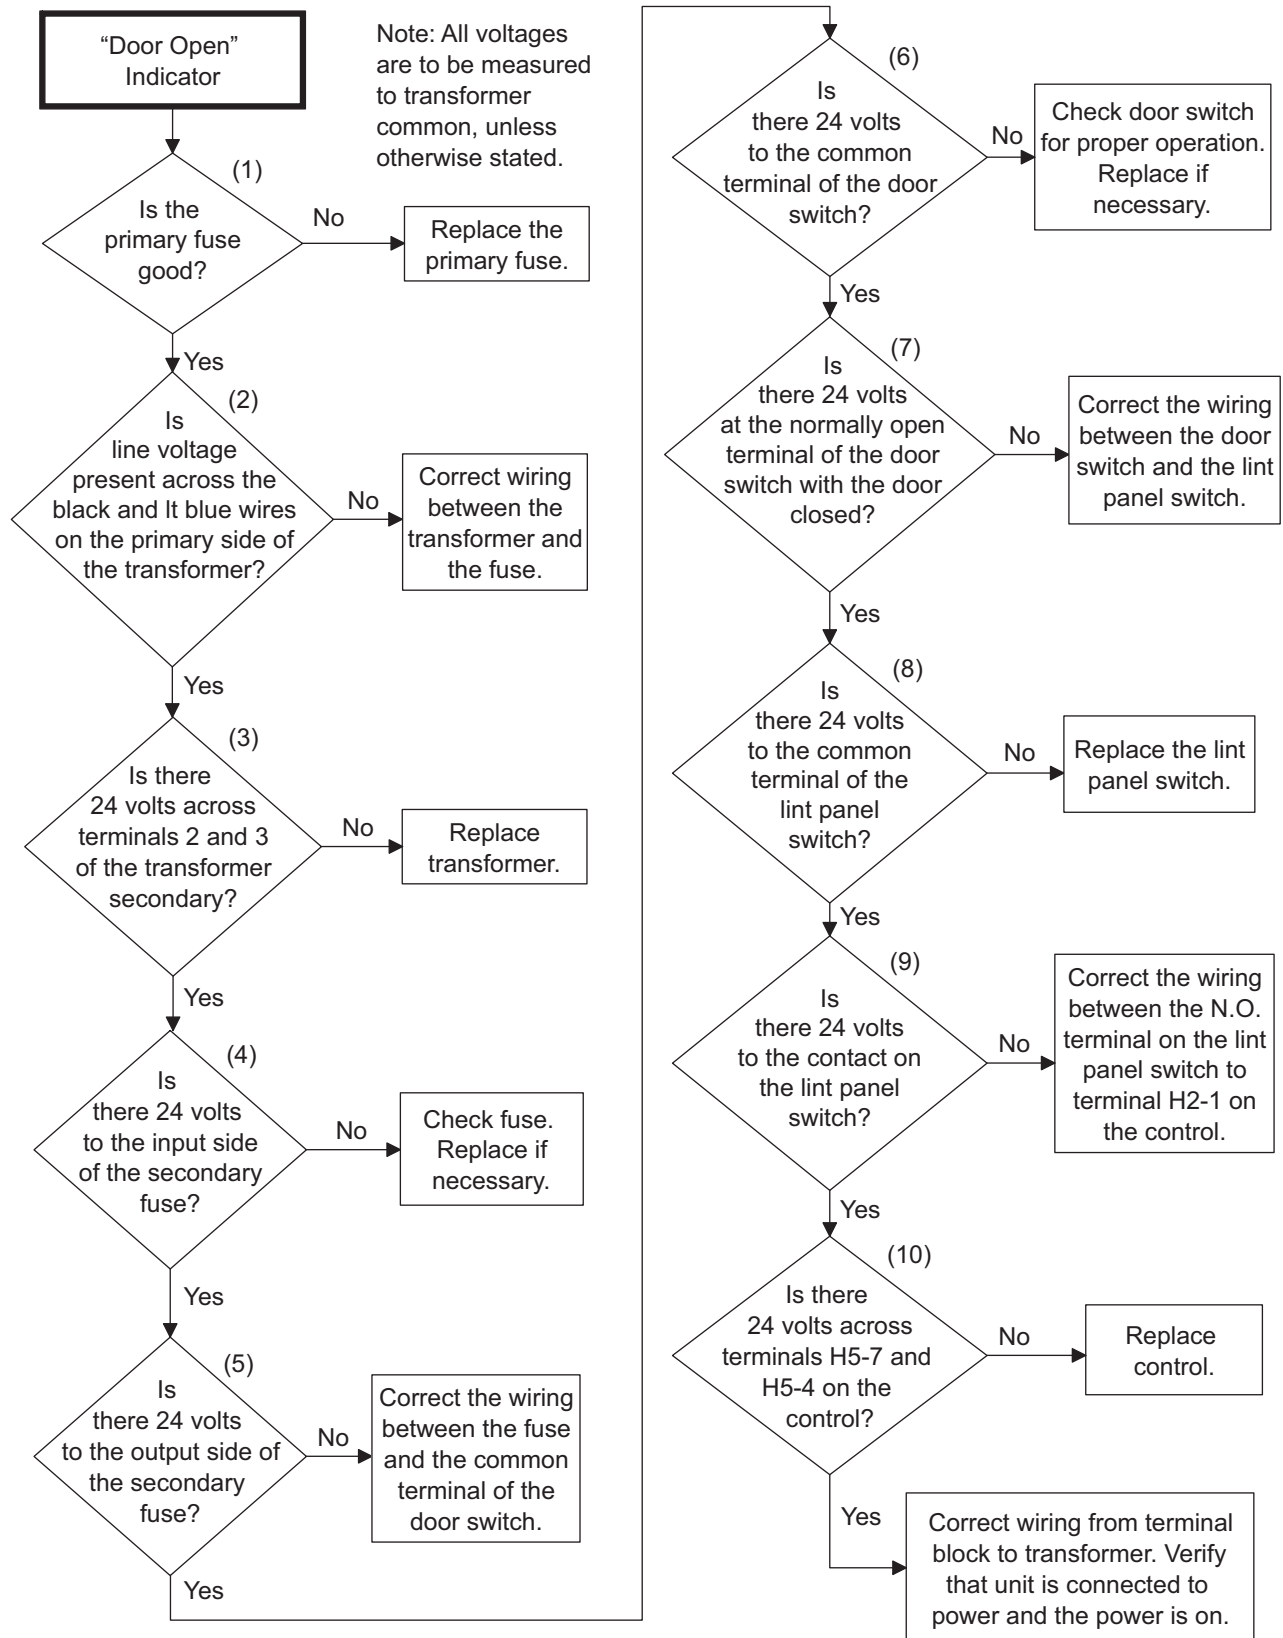 “Door Open”
Indicator
Note: All voltages
are to be measured
to transformer
common, unless
otherwise stated.
(1)
Is the
primary fuse
good?
No
Replace the
primary fuse.
Yes
(2)
Is
line voltage
present across the
black and lt blue wires
on the primary side of
the transformer?
No
Correct wiring
between the
transformer and
the fuse.
Yes
(3)
Is there
24 volts across
terminals 2 and 3
of the transformer
secondary?
No
Replace
transformer.
Yes
(4)
Is
there 24 volts
to the input side
of the secondary
fuse?
No
Check fuse.
Replace if
necessary.
Yes
(5)
Is
there 24 volts
to the output side of
the secondary
fuse?
No
Correct the wiring
between the fuse
and the common
terminal of the
door switch.
Yes
(6)
Is
there 24 volts
to the common
terminal of the door
switch?
No
Check door switch
for proper operation.
Replace if
necessary.
Yes
(7)
Is
there 24 volts
at the normally open
terminal of the door
switch with the door
closed?
No
Correct the wiring
between the door
switch and the lint
panel switch.
Yes
(8)
Is
there 24 volts
to the common
terminal of the
lint panel
switch?
No
Replace the lint
panel switch.
Yes
(9)
Is
there 24 volts
to the contact on
the lint panel
switch?
No
Correct the wiring
between the N.O.
terminal on the lint
panel switch to
terminal H2-1 on
the control.
Yes
(10)
Is there
24 volts across
terminals H5-7 and
H5-4 on the
control?
No
Replace
control.
Yes
Correct wiring from terminal
block to transformer. Verify
that unit is connected to
power and the power is on.